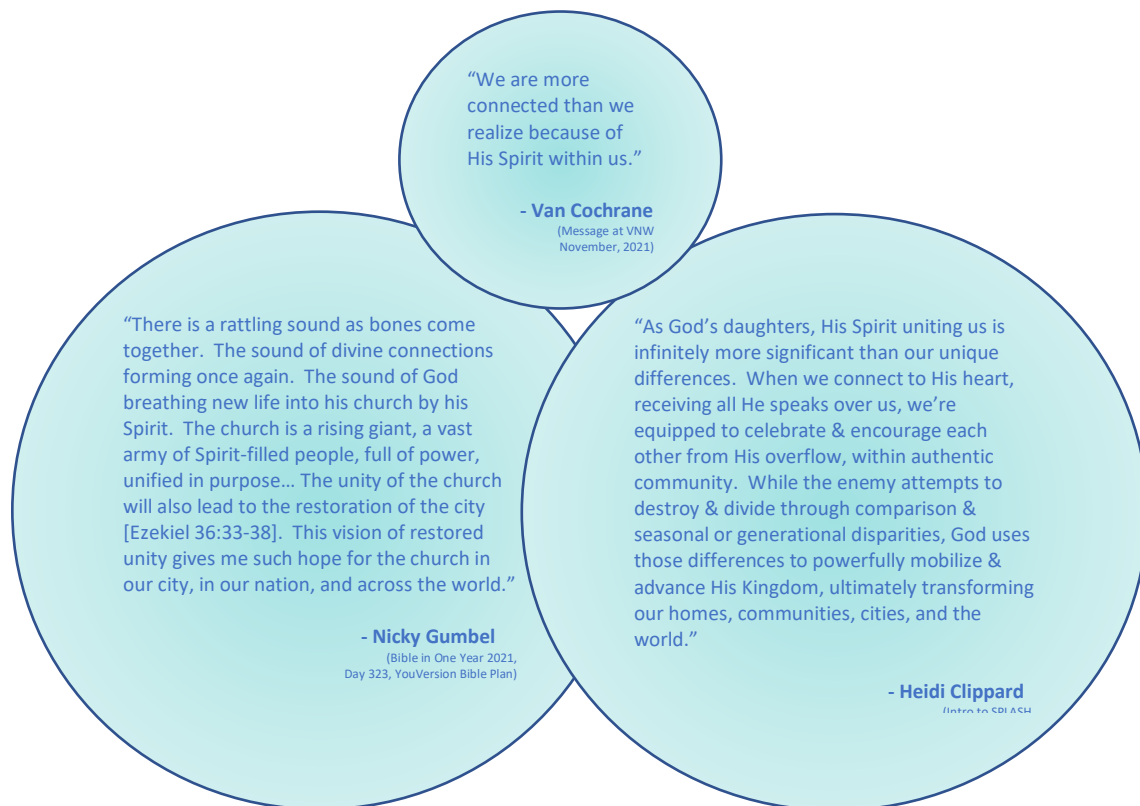 “We are more
connected than we
realize because of
His Spirit within us.”
- Van Cochrane
(Message at VNW
November, 2021)
“There is a rattling sound as bones come
together.  The sound of divine connections
forming once again.  The sound of God
breathing new life into his church by his
Spirit.  The church is a rising giant, a vast
army of Spirit-filled people, full of power,
unified in purpose… The unity of the church
will also lead to the restoration of the city
[Ezekiel 36:33-38].  This vision of restored
unity gives me such hope for the church in
our city, in our nation, and across the world.”
- Nicky Gumbel
(Bible in One Year 2021,
Day 323, YouVersion Bible Plan)
“As God’s daughters, His Spirit uniting us is
infinitely more significant than our unique
differences.  When we connect to His heart,
receiving all He speaks over us, we’re
equipped to celebrate & encourage each
other from His overflow, within authentic
community.  While the enemy attempts to
destroy & divide through comparison &
seasonal or generational disparities, God uses
those differences to powerfully mobilize &
advance His Kingdom, ultimately transforming
our homes, communities, cities, and the
world.”
- Heidi Clippard
(Intro to SPLASH